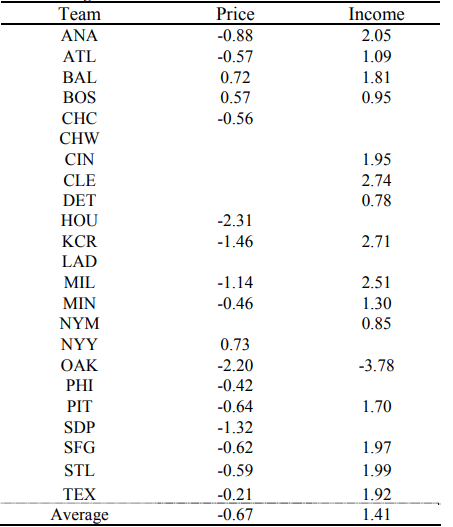 Team Price Income
ANA -0.88 2.05
ATL -0.57 1.09
BAL 0.72 1.81
BOS 0.57 0.95
CHC -0.56
CHW
CIN 1.95
CLE 2.74
DET 0.78
HOU -2.31
KCR -1.46 2.71
LAD
MIL -1.14 2.51
MIN -0.46 1.30
NYM 0.85
NYY 0.73
OAK -2.20 -3.78
PHI -0.42
PIT -0.64 1.70
SDP -1.32
SFG -0.62 1.97
STL -0.59 1.99
TEX -0.21 1.92
Average -0.67 1.41